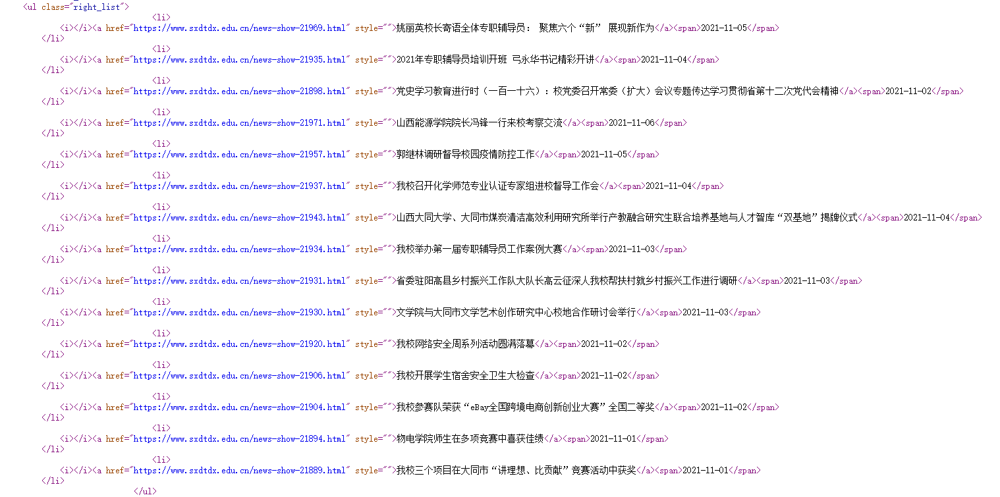 <ul class="right_list">
<li>
<i></i><a href="https://www.sxdtdx.edu.cn/news-show-21969.html" style="">姚丽英校长寄语全体专职辅导员： 聚焦六个“新” 展现新作为</a><span>2021-11-05</span>
</li>
<li>
<i></i><a href="https://www.sxdtdx.edu.cn/news-show-21935.html" style="">2021年专职辅导员培训开班 弓永华书记精彩开讲</a><span>2021-11-04</span>
</li>
<li>
<i></i><a href="https://www.sxdtdx.edu.cn/news-show-21898.html" style="">党史学习教育进行时（一百一十六）：校党委召开常委（扩大）会议专题传达学习贯彻省第十二次党代会精神</a><span>2021-11-02</span>
</li>
<li>
<i></i><a href="https://www.sxdtdx.edu.cn/news-show-21971.html" style="">山西能源学院院长冯锋一行来校考察交流</a><span>2021-11-06</span>
</li>
<li>
<i></i><a href="https://www.sxdtdx.edu.cn/news-show-21957.html" style="">郭继林调研督导校园疫情防控工作</a><span>2021-11-05</span>
</li>
<li>
<i></i><a href="https://www.sxdtdx.edu.cn/news-show-21937.html" style="">我校召开化学师范专业认证专家组进校督导工作会</a><span>2021-11-04</span>
</li>
<li>
<i></i><a href="https://www.sxdtdx.edu.cn/news-show-21943.html" style="">山西大同大学、大同市煤炭清洁高效利用研究所举行产教融合研究生联合培养基地与人才智库“双基地”揭牌仪式</a><span>2021-11-04</span>
</li>
<li>
<i></i><a href="https://www.sxdtdx.edu.cn/news-show-21934.html" style="">我校举办第一届专职辅导员工作案例大赛</a><span>2021-11-03</span>
</li>
<li>
<i></i><a href="https://www.sxdtdx.edu.cn/news-show-21931.html" style="">省委驻阳高县乡村振兴工作队大队长高云征深人我校帮扶村就乡村振兴工作进行调研</a><span>2021-11-03</span>
</li>
<li>
<i></i><a href="https://www.sxdtdx.edu.cn/news-show-21930.html" style="">文学院与大同市文学艺术创作研究中心校地合作研讨会举行</a><span>2021-11-03</span>
</li>
<li>
<i></i><a href="https://www.sxdtdx.edu.cn/news-show-21920.html" style="">我校网络安全周系列活动圆满落幕</a><span>2021-11-02</span>
</li>
<li>
<i></i><a href="https://www.sxdtdx.edu.cn/news-show-21906.html" style="">我校开展学生宿舍安全卫生大检查</a><span>2021-11-02</span>
</li>
<li>
<i></i><a href="https://www.sxdtdx.edu.cn/news-show-21904.html" style="">我校参赛队荣获“eBay全国跨境电商创新创业大赛”全国二等奖</a><span>2021-11-02</span>
</li>
<li>
<i></i><a href="https://www.sxdtdx.edu.cn/news-show-21894.html" style="">物电学院师生在多项竞赛中喜获佳绩</a><span>2021-11-01</span>
</li>
<li>
<i></i><a href="https://www.sxdtdx.edu.cn/news-show-21889.html" style="">我校三个项目在大同市“讲理想、比贡献”竞赛活动中获奖</a><span>2021-11-01</span>
</li>
</ul>